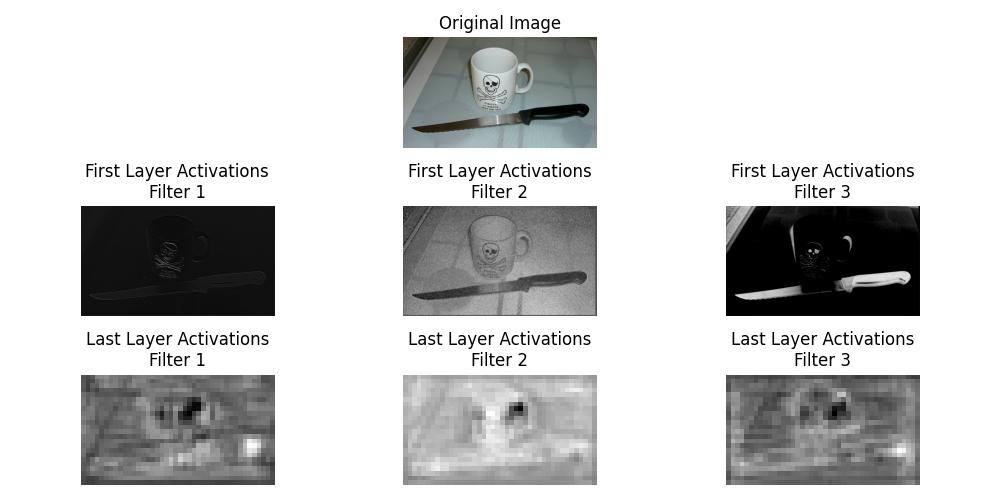 Original Image
First Layer Activations
Filter 1
First Layer Activations
Filter 2
First Layer Activations
Filter 3
Last Layer Activations
Filter 1
Last Layer Activations
Filter 2
Last Layer Activations
Filter 3